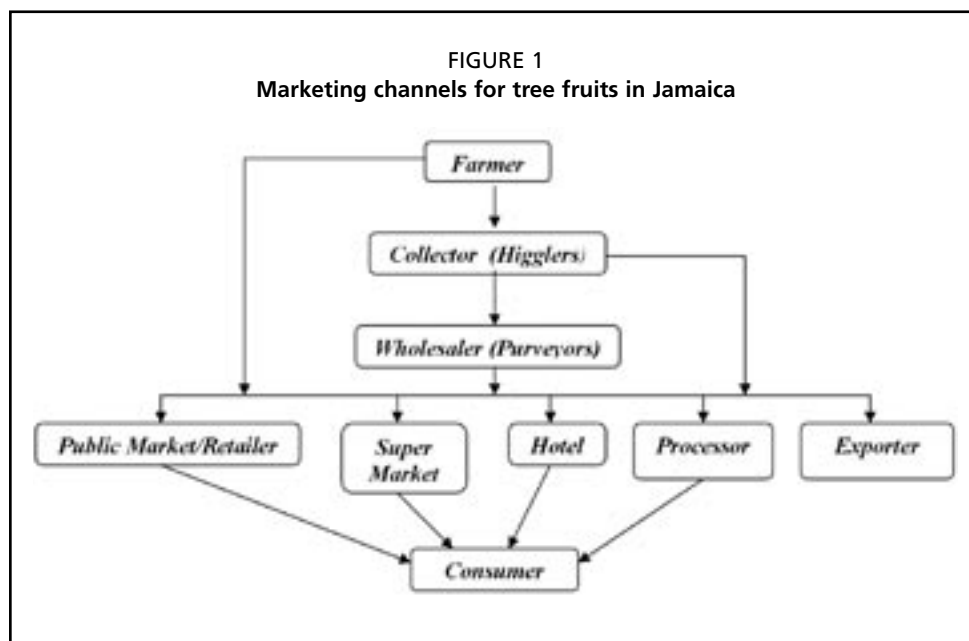 FIGURE 1
Marketing channels for tree fruits in Jamaica
Farmer
Collector (Higglers)
Wholesaler (Purveyors)
Public Market/Retailer
Super
Market
Hotel
Processor
Exporter
Consumer